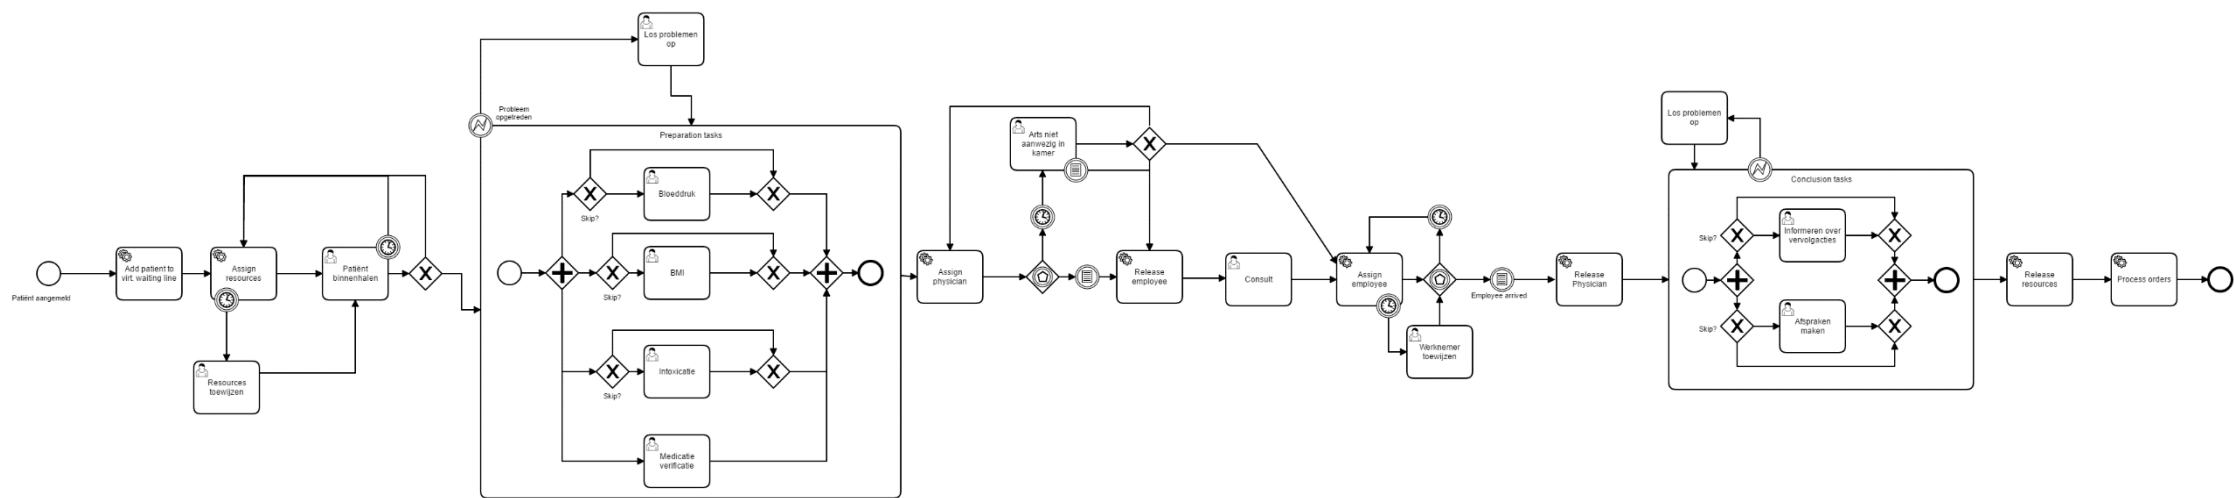 Los problemen
op
Probleem
opgetreden
Preparation tasks
Patiënt aangemeld
Add patient to
virt. waiting line
Assign
resources
Patiënt
binnenhalen
Resources
toewijzen
Skip?
Bloeddruk
Skip?
BMI
Skip?
Intoxicatie
Medicatie
verificatie
Assign
physician
Arts niet
aanwezig in
kamer
Release
employee
Consult
Assign
employee
Werknemer
toewijzen
Employee arrived
Release
Physician
Los problemen
op
Conclusion tasks
Skip?
Informeren over
vervolgacties
Skip?
Afspraken
maken
Release
resources
Process orders